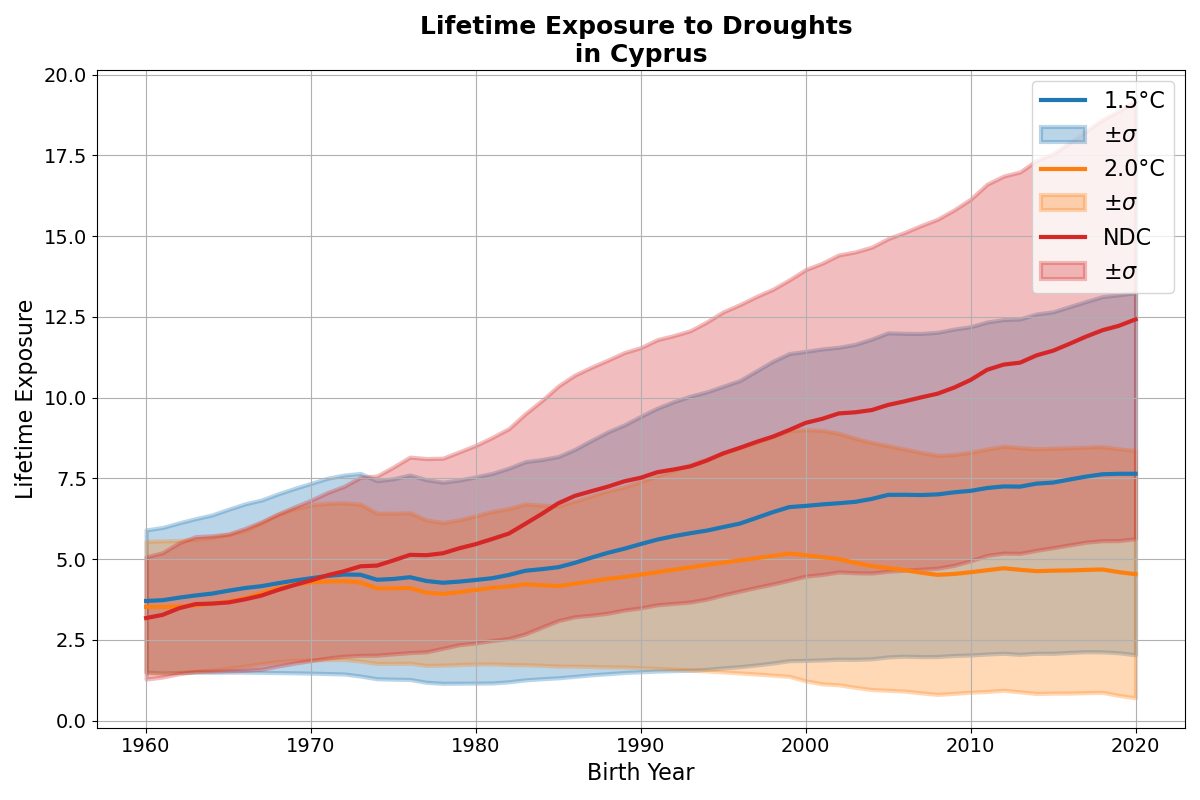 Lifetime Exposure to Droughts
in Cyprus
20.0
17.5
15.0
12.5
10.0
7.5
5.0
2.5
0.0
Lifetime Exposure
1960
1970
1980
1990
2000
2010
2020
Birth Year
1.5°C
±σ
2.0°C
±σ
NDC
±σ